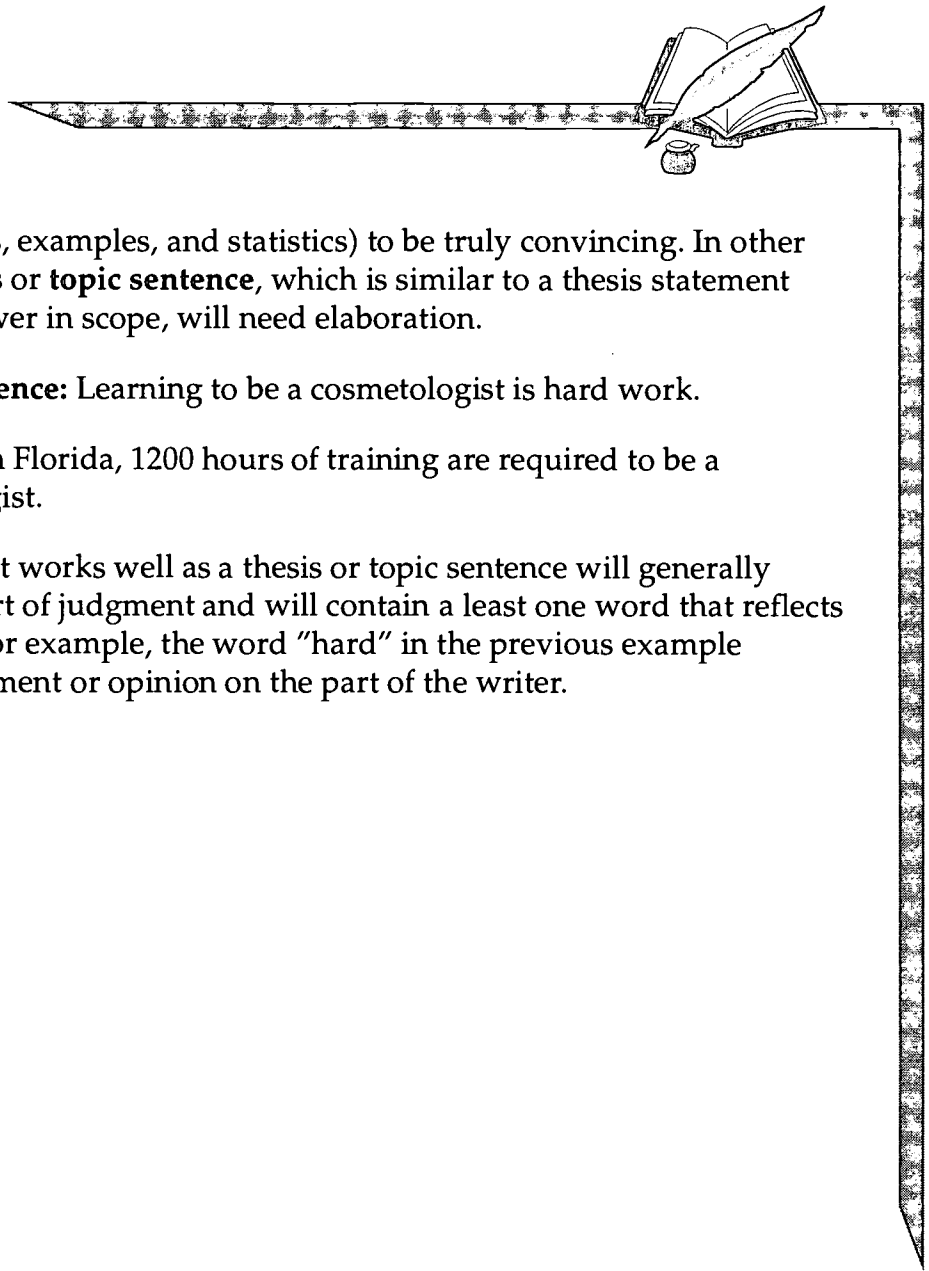 , examples, and statistics) to be truly convincing. In other
s or topic sentence, which is similar to a thesis statement
ver in scope, will need elaboration.
ence: Learning to be a cosmetologist is hard work.
n Florida, 1200 hours of training are required to be a
ist.
t works well as a thesis or topic sentence will generally
rt of judgment and will contain a least one word that reflects
or example, the word "hard" in the previous example
ment or opinion on the part of the writer.